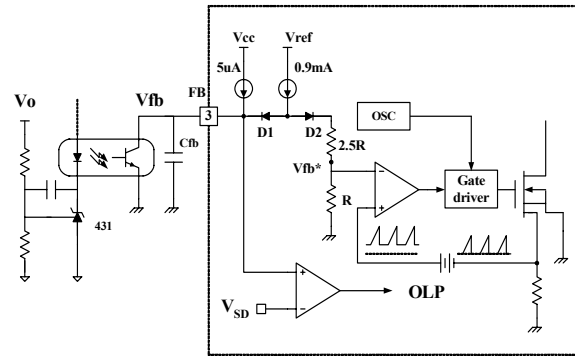 Vcc Vref
5uA 0.9mA
Vo Vfb FB
3
OSC
D1 D2
Cfb
2.5R
Vfb*
R
Gate
driver
431
OLP
VSD
+
−
+
−